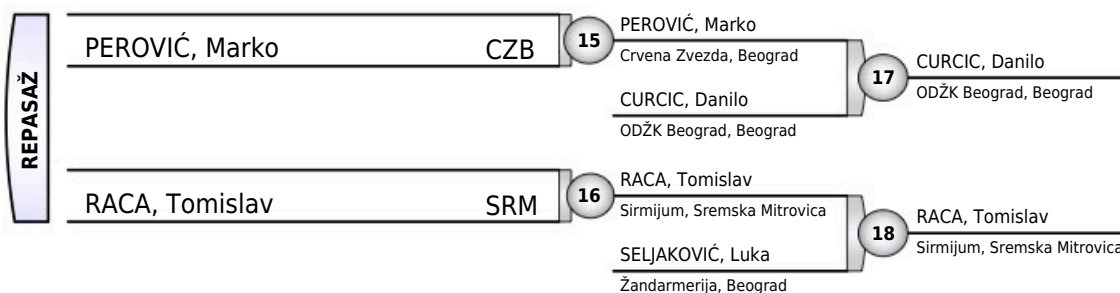 REPASAŽ
PEROVIĆ, Marko CZB
15
PEROVIĆ, Marko
Crvena Zvezda, Beograd
CURCIC, Danilo
ODŽK Beograd, Beograd
17
CURCIC, Danilo
ODŽK Beograd, Beograd
RACA, Tomislav SRM
16
RACA, Tomislav
Sirmijum, Sremska Mitrovica
SELJAKOVIĆ, Luka
Žandarmerija, Beograd
18
RACA, Tomislav
Sirmijum, Sremska Mitrovica